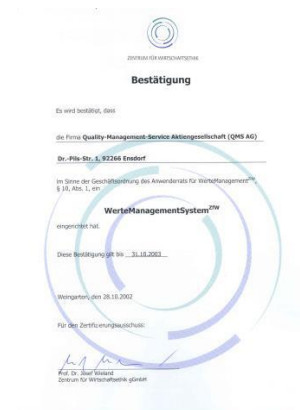 ZENTRUM FÜR WIRTSCHAFTSETHIK
Bestätigung
Es wird bestätigt, dass
die Firma Quality-Management-Service Aktiengesellschaft (QMS AG)
Dr.-Pils-Str. 1, 92266 Ensdorf
Im Sinne der Geschäftsordnung des Anwenderrats für WerteManagement ZfW,
§ 10, Abs. 1, ein
WerteManagementSystem ZfW
eingerichtet hat.
Diese Bestätigung gilt bis 31.10.2003
Weingarten, den 28.10.2002
Für den Zertifizierungsausschuss:
Prof. Dr. Josef Wieland
Zentrum für Wirtschaftsethik gGmbH